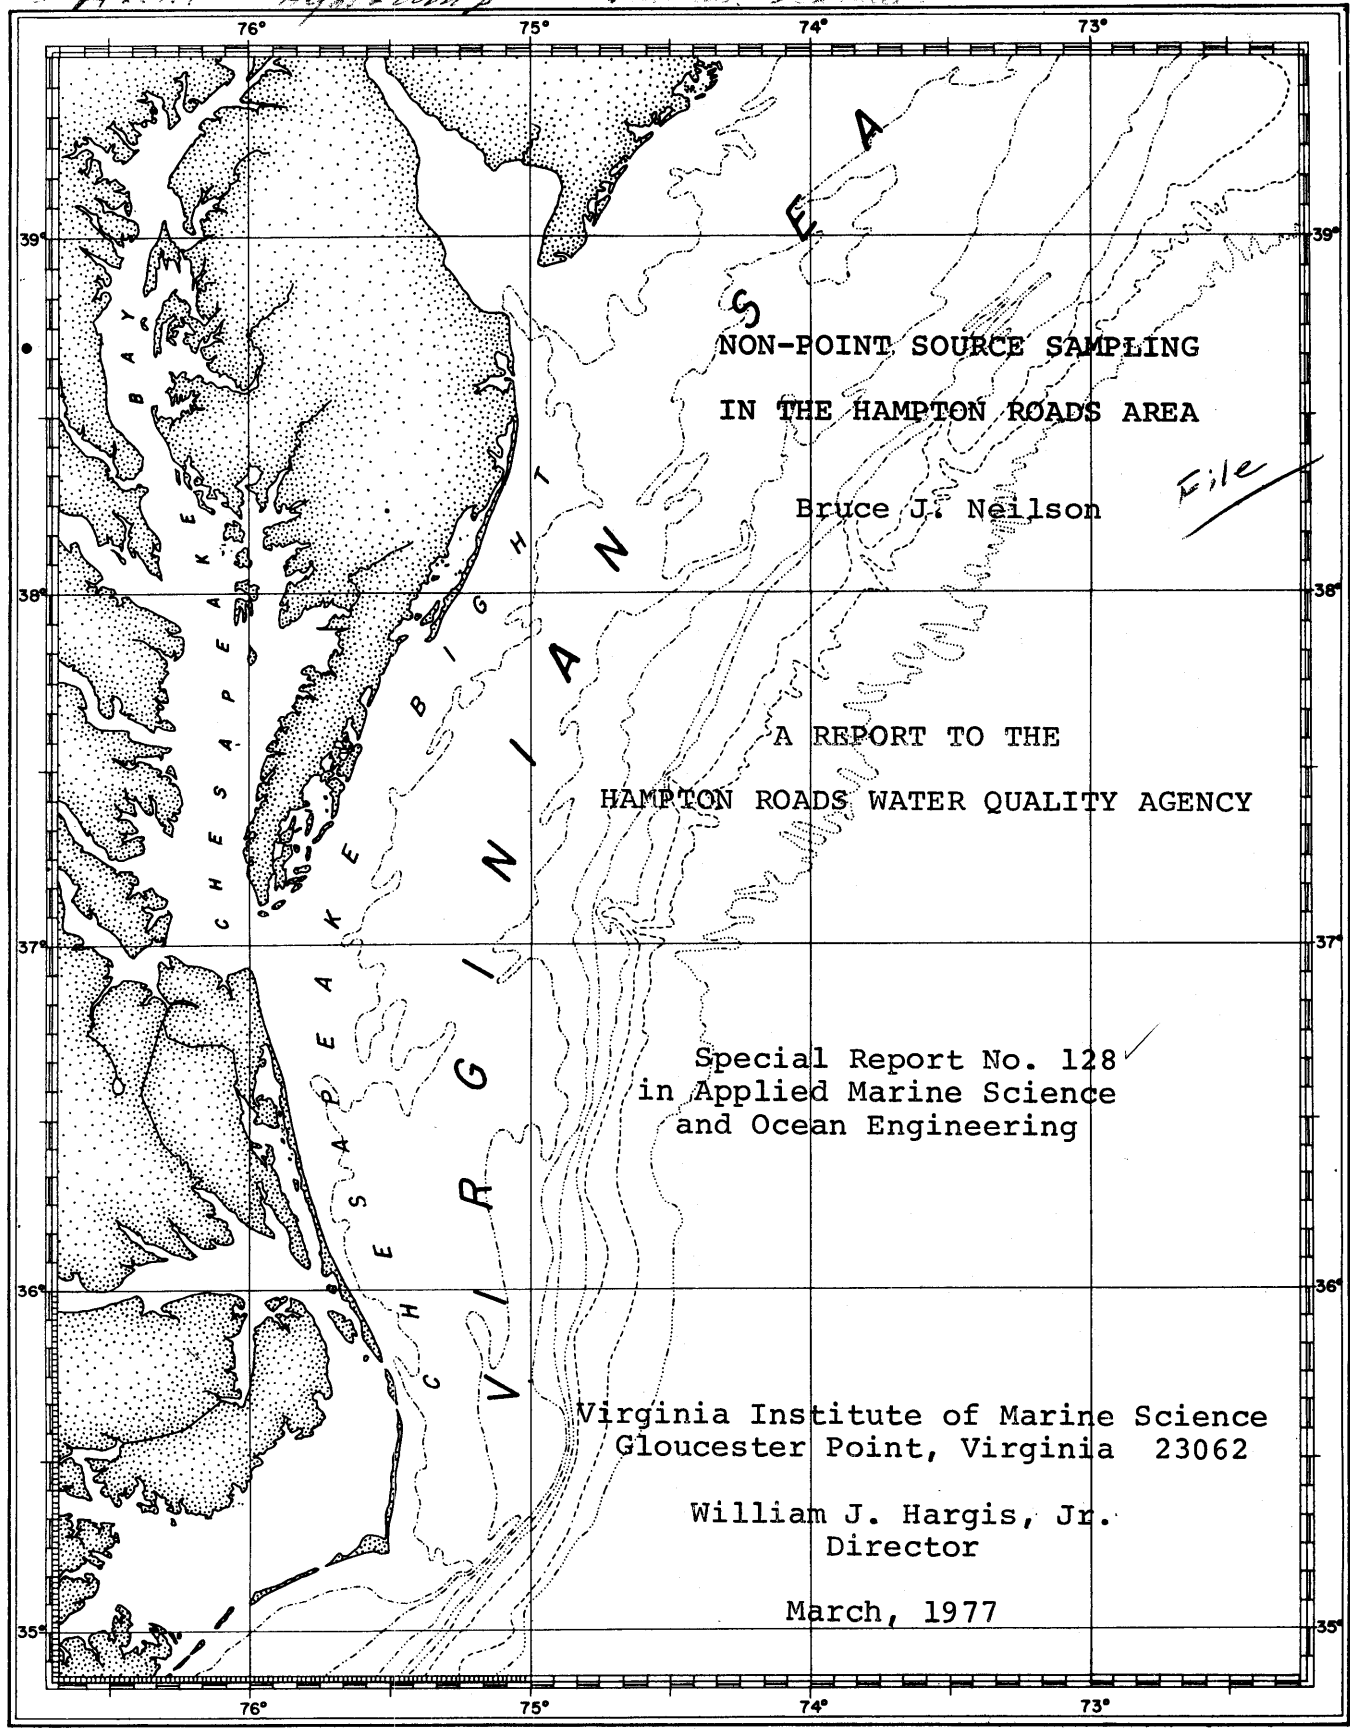 76° 75° 74° 73°
39° 39°
38° 38°
37° 37°
36° 36°
35° 35°
76° 75° 74° 73°
CHESAPEAKE BAY
CHESAPEAKE BIGHT
VIRGINIAN SEA
NON-POINT SOURCE SAMPLING
IN THE HAMPTON ROADS AREA
File
Bruce J. Neilson
A REPORT TO THE
HAMPTON ROADS WATER QUALITY AGENCY
Special Report No. 128
in Applied Marine Science
and Ocean Engineering
Virginia Institute of Marine Science
Gloucester Point, Virginia 23062
William J. Hargis, Jr.
Director
March, 1977